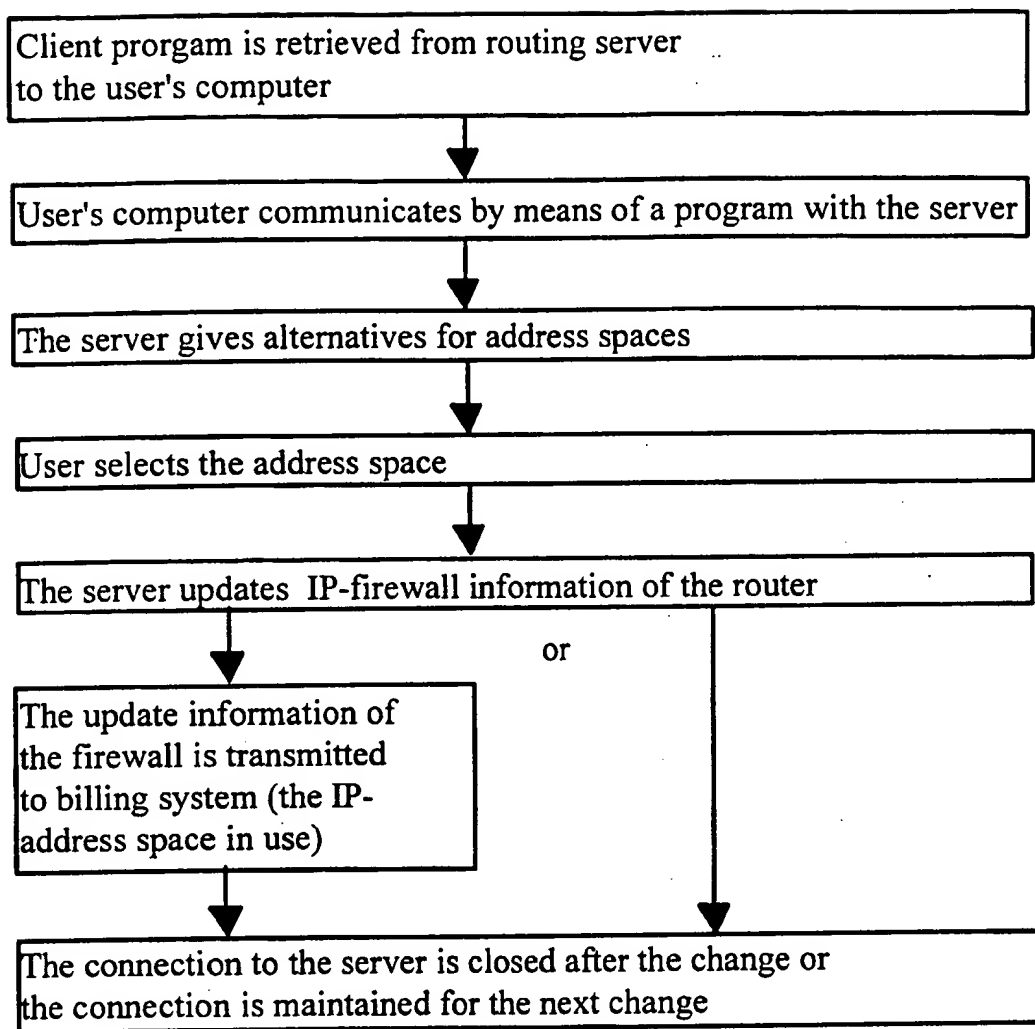 Client prorgam is retrieved from routing server
to the user's computer
User's computer communicates by means of a program with the server
The server gives alternatives for address spaces
User selects the address space
The server updates IP-firewall information of the router
or
The update information of
the firewall is transmitted
to billing system (the IP-
address space in use)
The connection to the server is closed after the change or
the connection is maintained for the next change